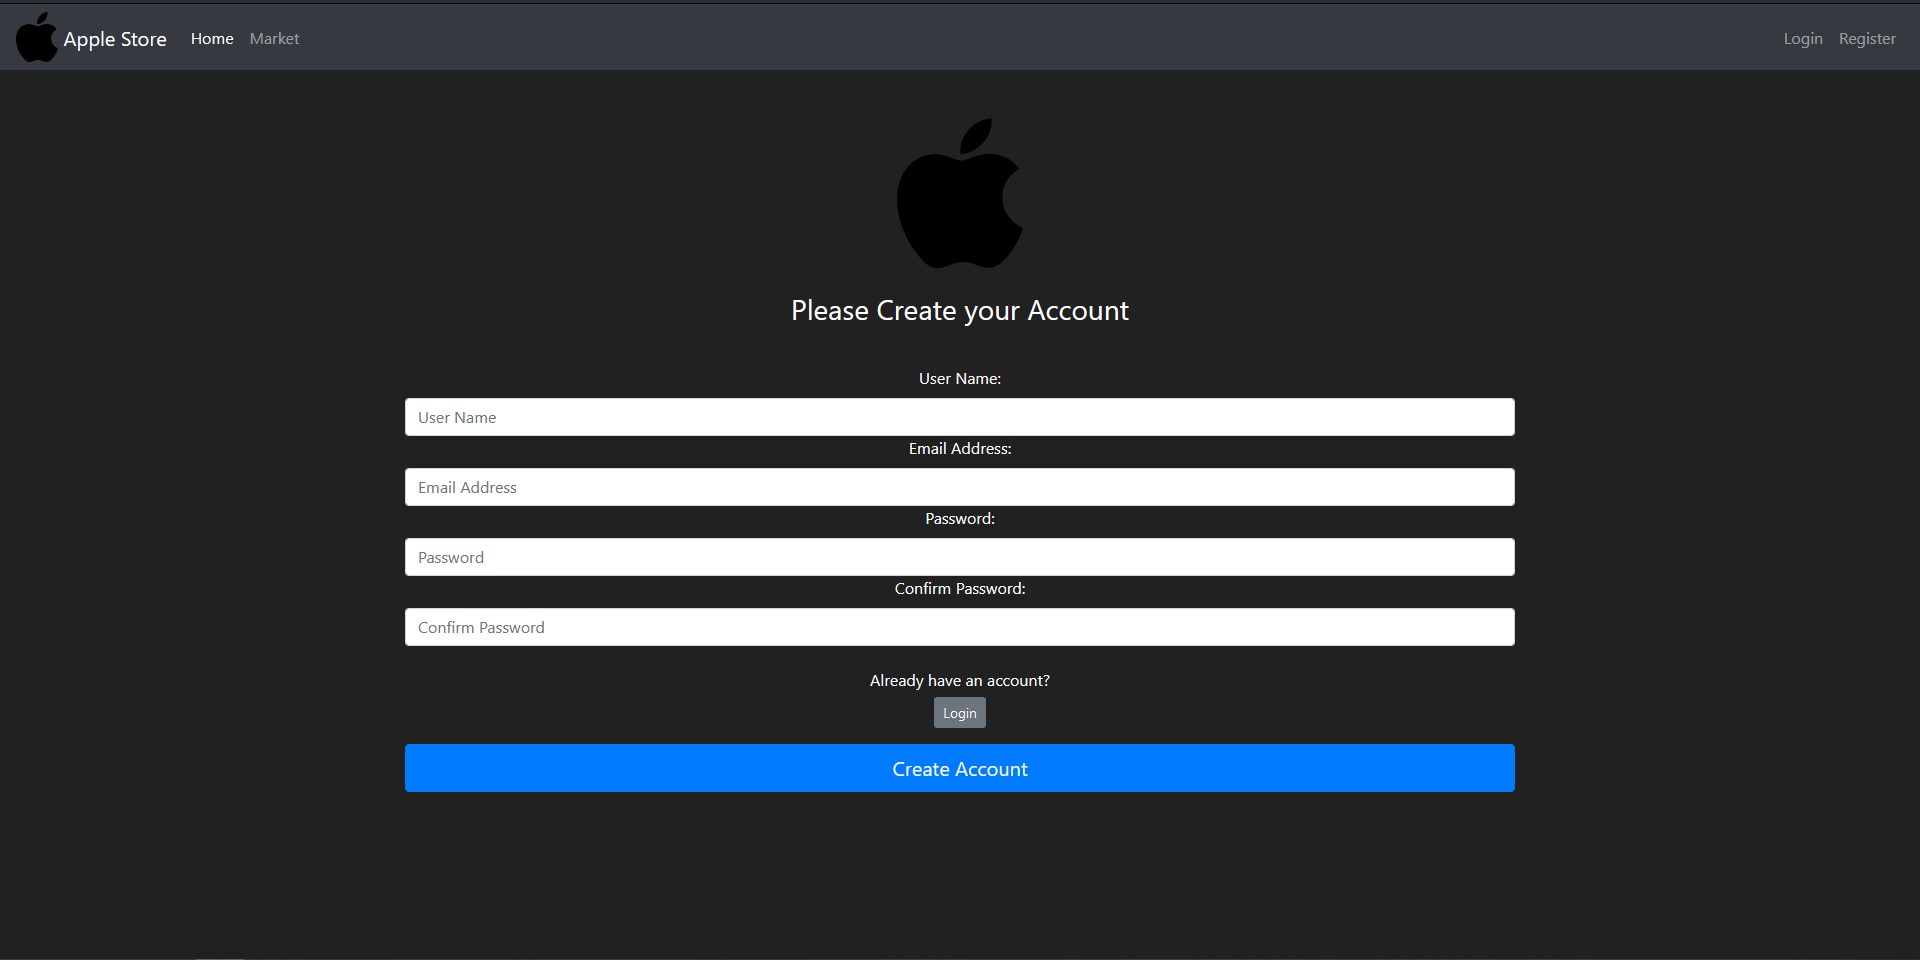 Apple Store Home Market Login Register
Please Create your Account
User Name:
User Name
Email Address:
Email Address
Password:
Password
Confirm Password:
Confirm Password
Already have an account?
Login
Create Account